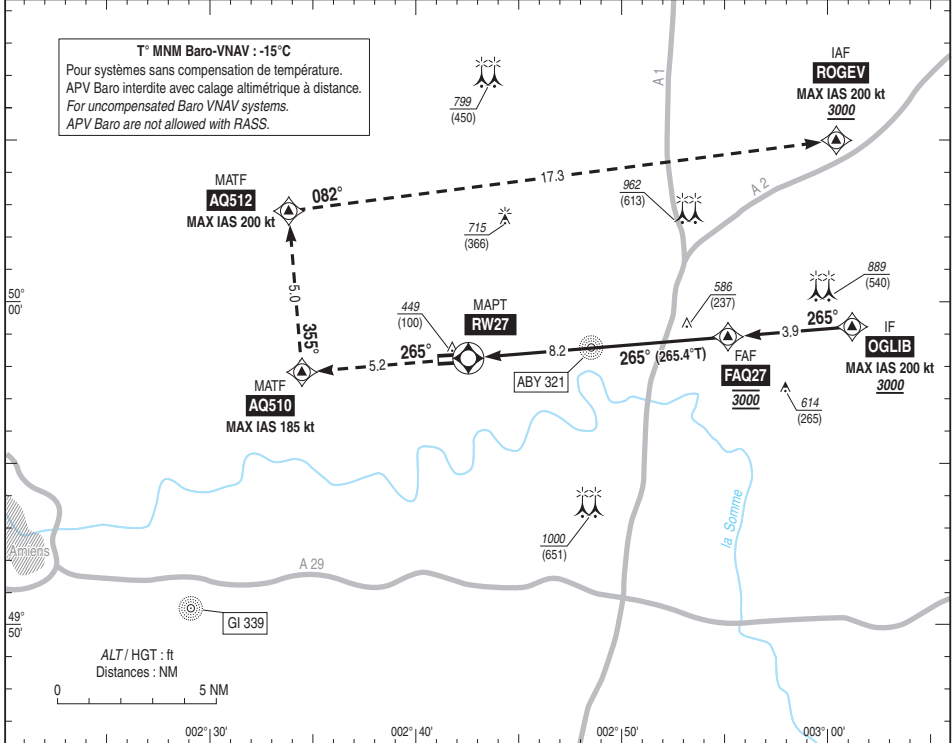 T° MNM Baro-VNAV : -15°C
Pour systèmes sans compensation de température.
APV Baro interdite avec calage altimétrique à distance.
For uncompensated Baro VNAV systems.
APV Baro are not allowed with RASS.
799
(450)
A 1
IAF
ROGEV
MAX IAS 200 kt
3000
MATF
AQ512
MAX IAS 200 kt
082°
17.3
A 2
962
(613)
715
(366)
5.0
355°
50°
00'
449
(100)
MAPT
RW27
586
(237)
889
(540)
265°
3.9
IF
OGLIB
MAX IAS 200 kt
3000
5.2
265°
8.2
265° (265.4°T)
FAF
FAQ27
3000
ABY 321
614
(265)
MATF
AQ510
MAX IAS 185 kt
1000
(651)
la Somme
Amiens
A 29
49°
50'
GI 339
ALT / HGT : ft
Distances : NM
0 5 NM
002° 30'
002° 40'
002° 50'
003° 00'